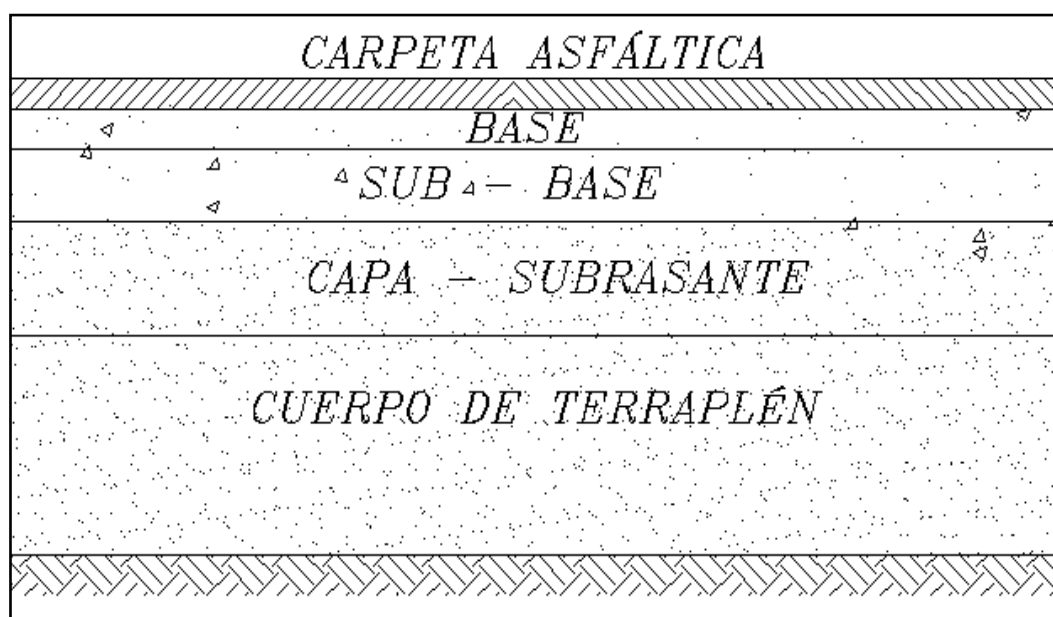 CARPETA ASFÁLTICA
BASE
SUB - BASE
CAPA - SUBRASANTE
CUERPO DE TERRAPLÉN